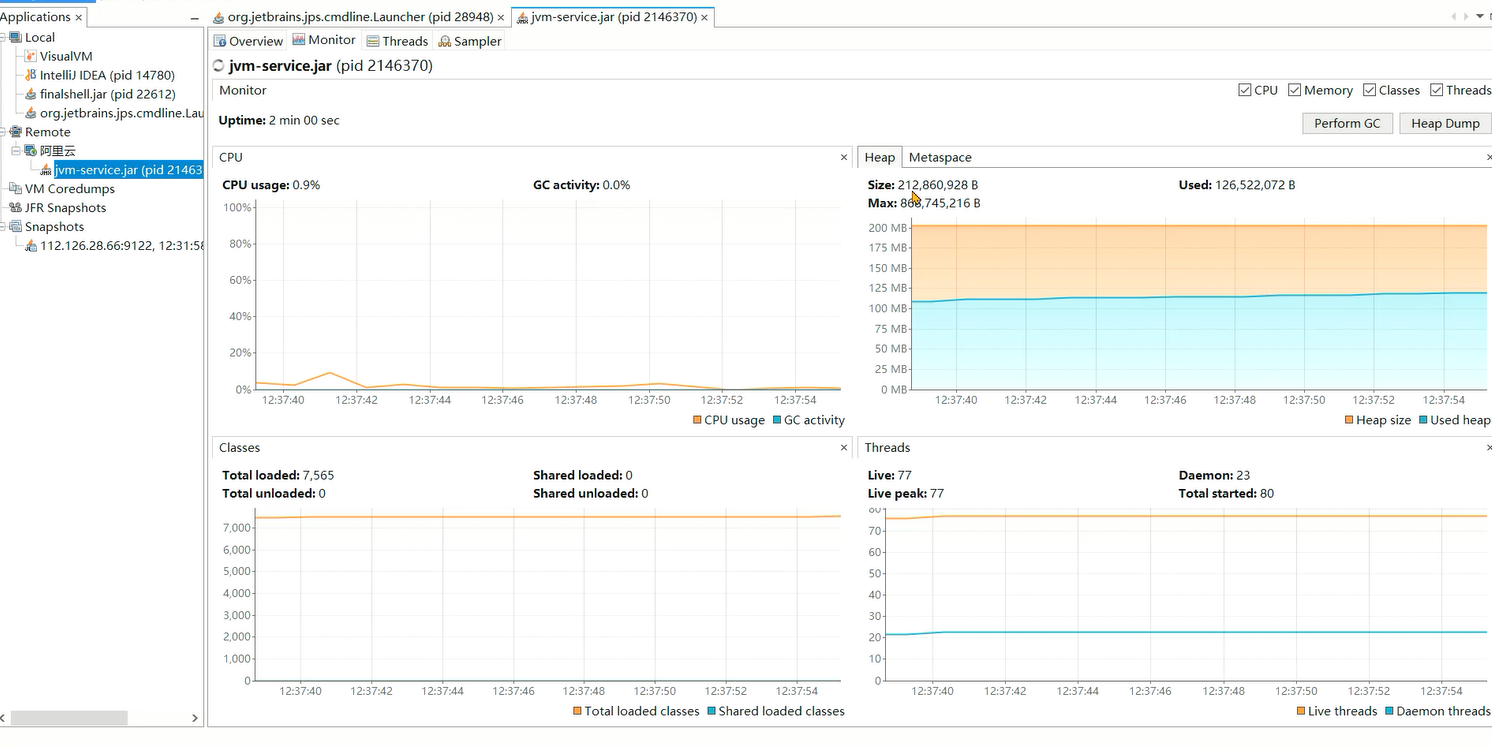 Applications
org.jetbrains.jps.cmdline.Launcher (pid 28948)
jvm-service.jar (pid 2146370)
Local
VisualVM
IntelliJ IDEA (pid 14780)
finalshell.jar (pid 22612)
org.jetbrains.jps.cmdline.Lau
Remote
阿里云
jvm-service.jar (pid 21463
VM Coredumps
JFR Snapshots
Snapshots
112.126.28.66:9122, 12:31:58
Overview Monitor Threads Sampler
jvm-service.jar (pid 2146370)
Monitor
CPU Memory Classes Threads
Uptime: 2 min 00 sec
Perform GC Heap Dump
CPU
CPU usage: 0.9% GC activity: 0.0%
100%
80%
60%
40%
20%
0%
12:37:40 12:37:42 12:37:44 12:37:46 12:37:48 12:37:50 12:37:52 12:37:54
CPU usage GC activity
Heap Metaspace
Size: 212,860,928 B Used: 126,522,072 B
Max: 745,216 B
200 MB
175 MB
150 MB
125 MB
100 MB
75 MB
50 MB
25 MB
0 MB
12:37:40 12:37:42 12:37:44 12:37:46 12:37:48 12:37:50 12:37:52 12:37:54
Heap size Used heap
Classes
Total loaded: 7,565 Shared loaded: 0
Total unloaded: 0 Shared unloaded: 0
7,000
6,000
5,000
4,000
3,000
2,000
1,000
0
12:37:40 12:37:42 12:37:44 12:37:46 12:37:48 12:37:50 12:37:52 12:37:54
Total loaded classes Shared loaded classes
Threads
Live: 77 Daemon: 23
Live peak: 77 Total started: 80
80
70
60
50
40
30
20
10
0
12:37:40 12:37:42 12:37:44 12:37:46 12:37:48 12:37:50 12:37:52 12:37:54
Live threads Daemon threads